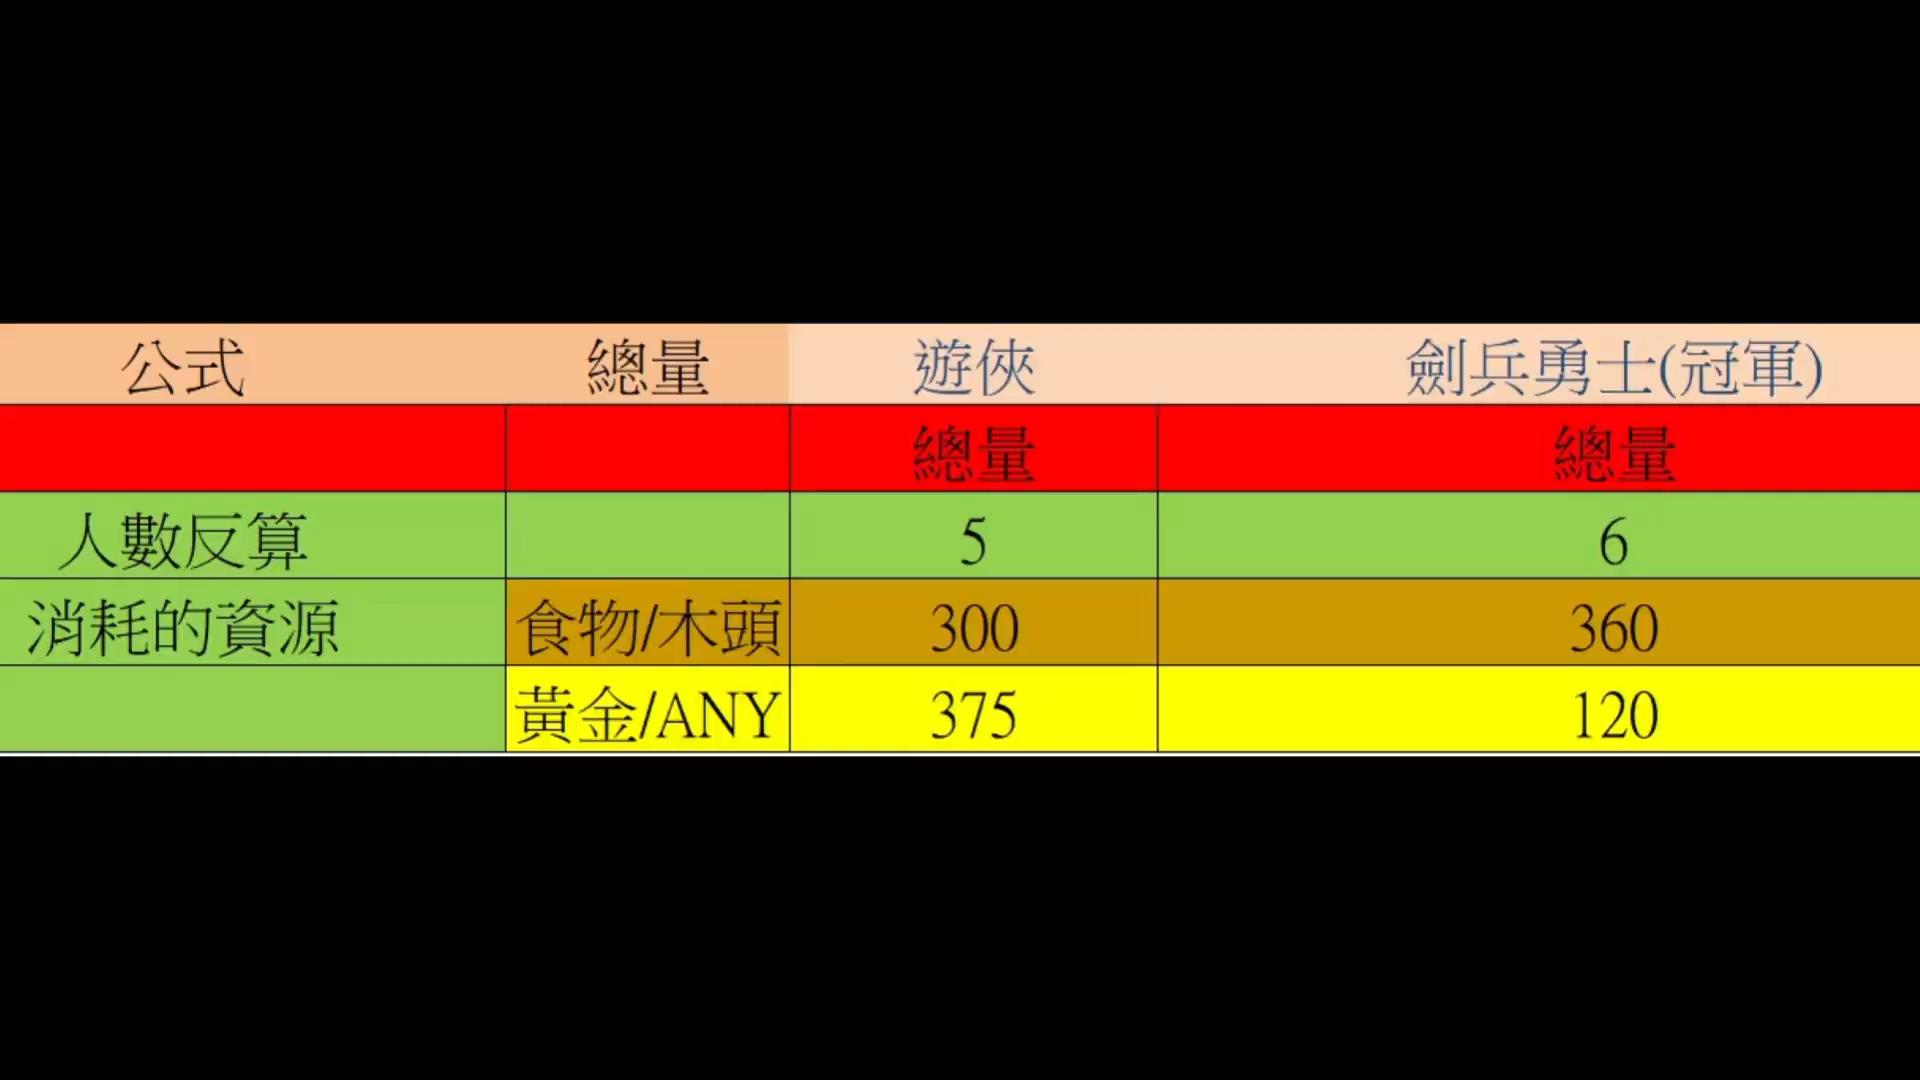 公式 總量 遊俠 劍兵勇士(冠軍)
總量 總量
人數反算 5 6
消耗的資源 食物/木頭 300 360
黃金/ANY 375 120